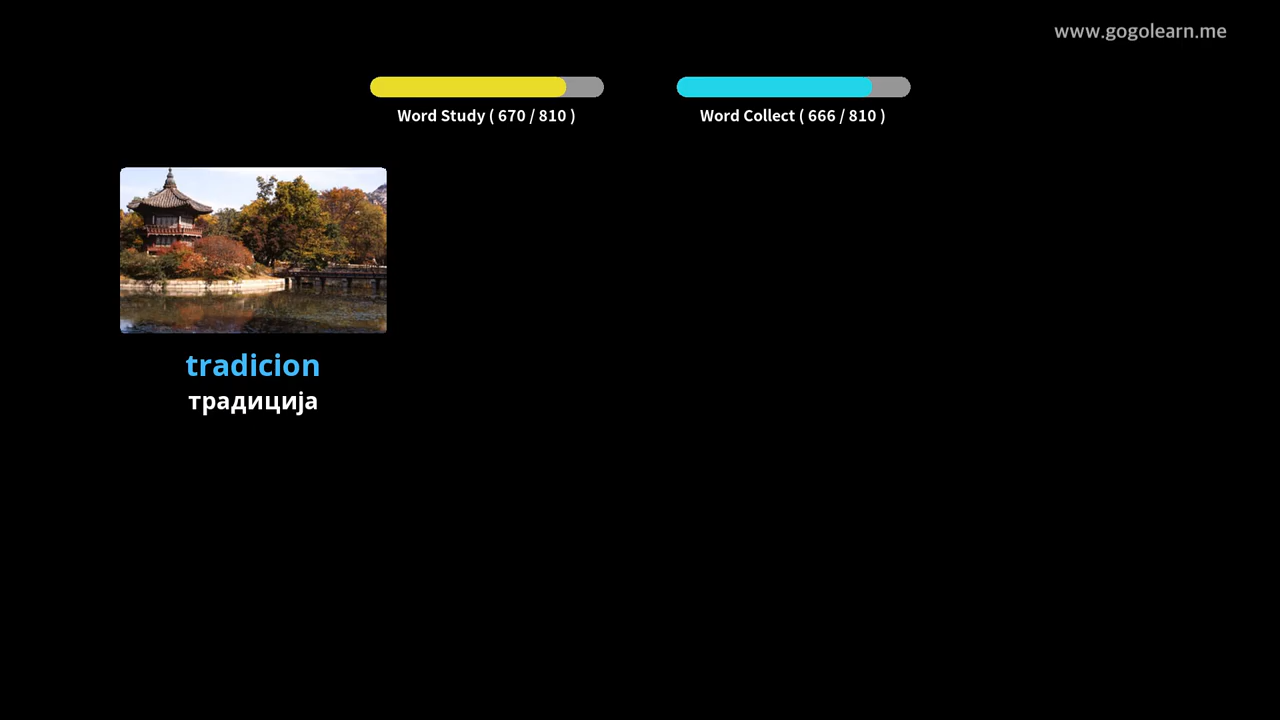 www.gogolearn.me
Word Study ( 670 / 810 )
Word Collect ( 666 / 810 )
tradicion
традиција